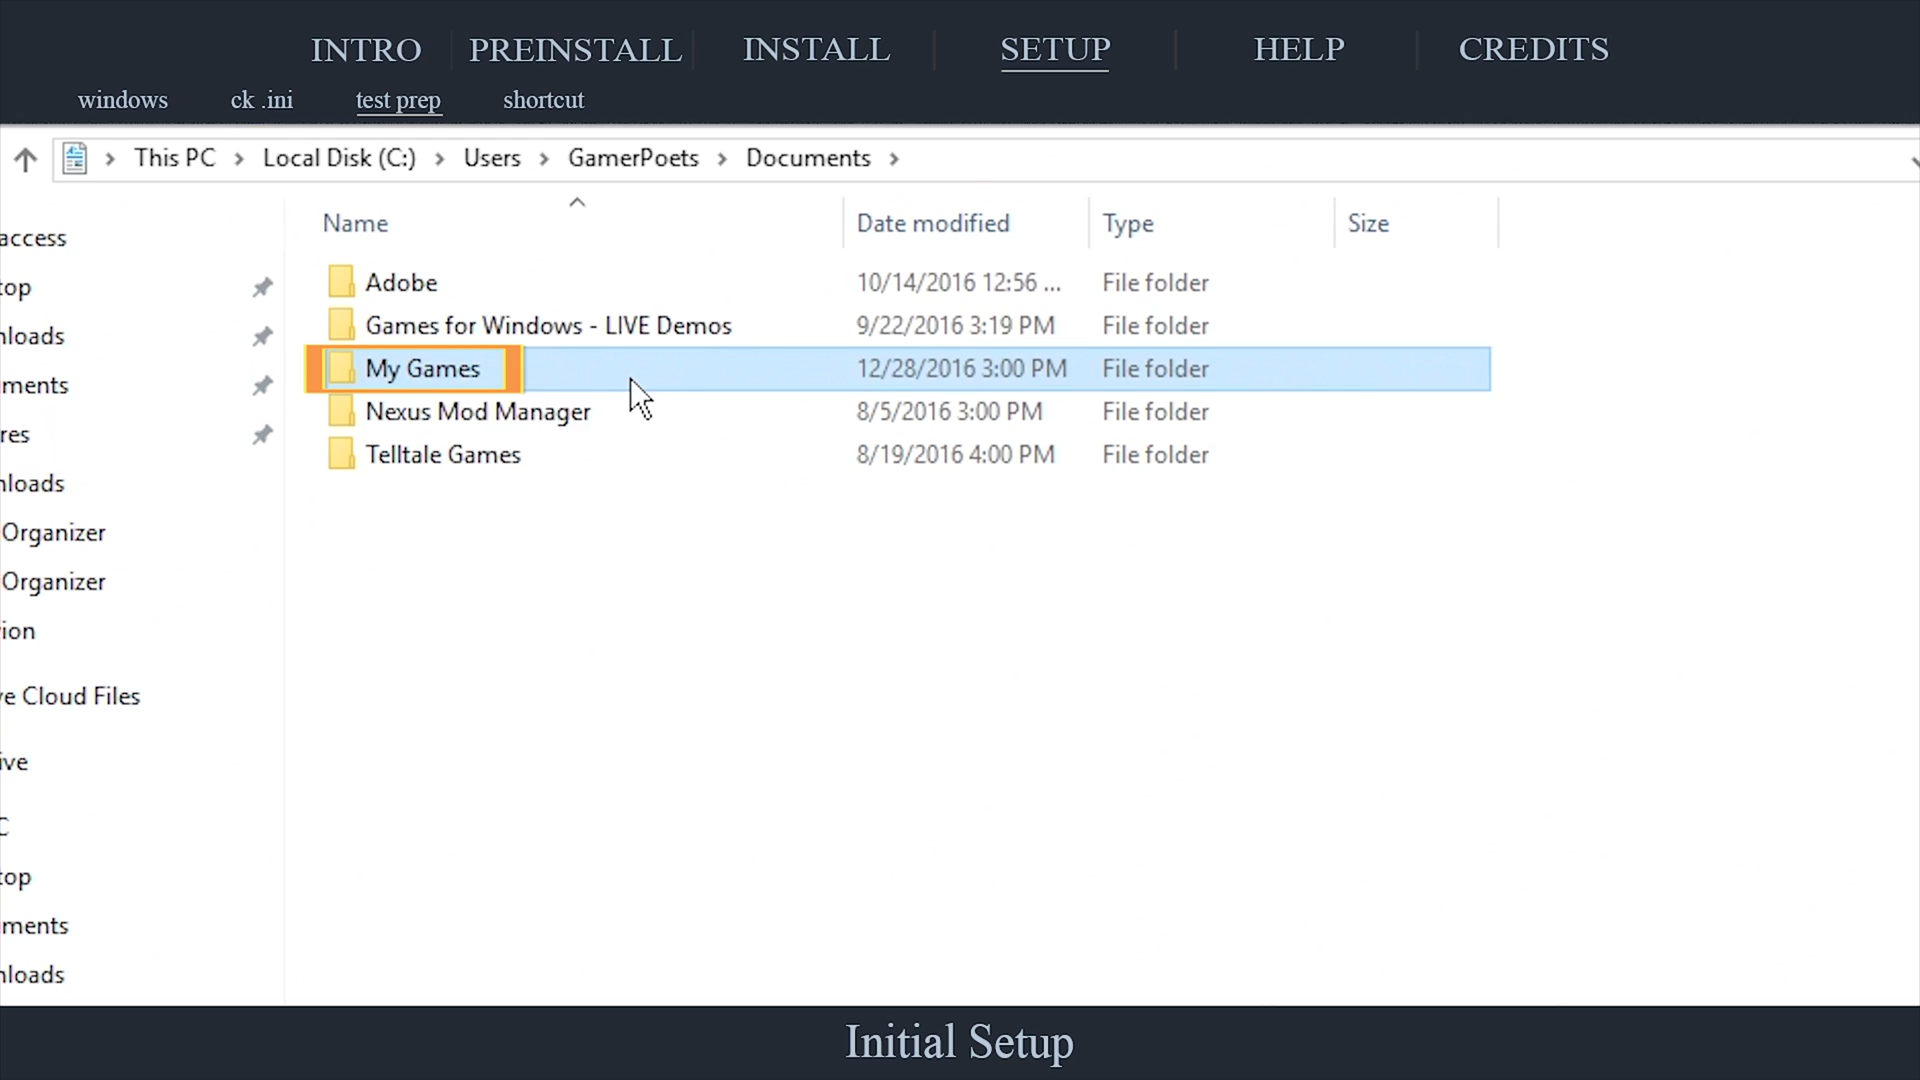 INTRO PREINSTALL INSTALL SETUP HELP CREDITS
windows ck .ini test prep shortcut
This PC Local Disk (C:) Users GamerPoets Documents
Name Date modified Type Size
Adobe 10/14/2016 12:56 ... File folder
Games for Windows - LIVE Demos 9/22/2016 3:19 PM File folder
My Games 12/28/2016 3:00 PM File folder
Nexus Mod Manager 8/5/2016 3:00 PM File folder
Telltale Games 8/19/2016 4:00 PM File folder
access
top
nloads
ments
res
nloads
Organizer
Organizer
ion
ve Cloud Files
ive
C
top
ments
nloads
Initial Setup